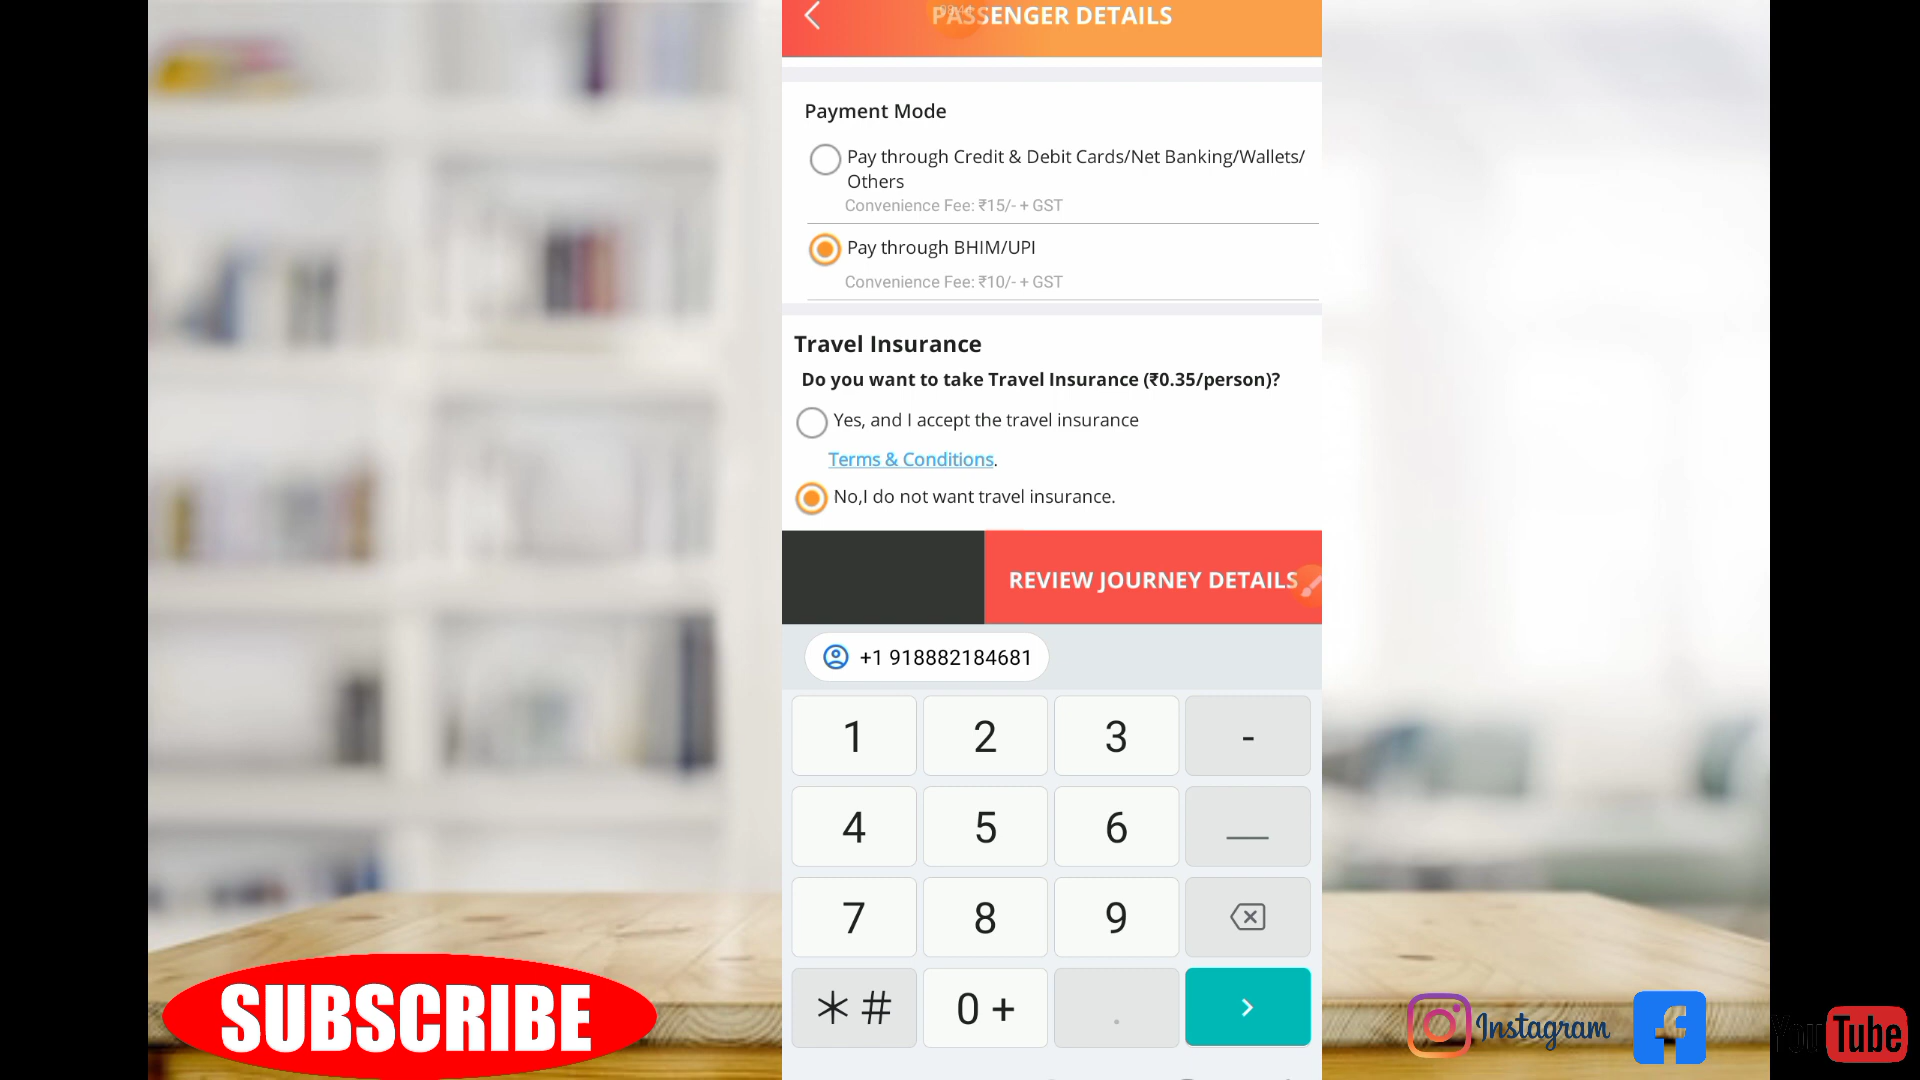 PASSENGER DETAILS
Payment Mode
Pay through Credit & Debit Cards/Net Banking/Wallets/
Others
Convenience Fee: ₹15/- + GST
Pay through BHIM/UPI
Convenience Fee: ₹10/- + GST
Travel Insurance
Do you want to take Travel Insurance (₹0.35/person)?
Yes, and I accept the travel insurance
Terms & Conditions.
No,I do not want travel insurance.
REVIEW JOURNEY DETAILS
+1 918882184681
1 2 3 -
4 5 6
7 8 9
*# 0 + .
SUBSCRIBE
Instagram
f
YouTube